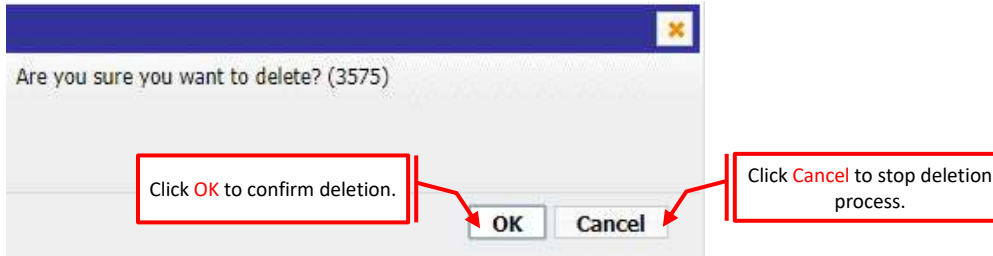 Are you sure you want to delete? (3575)
Click OK to confirm deletion.
Click Cancel to stop deletion
process.
OK
Cancel